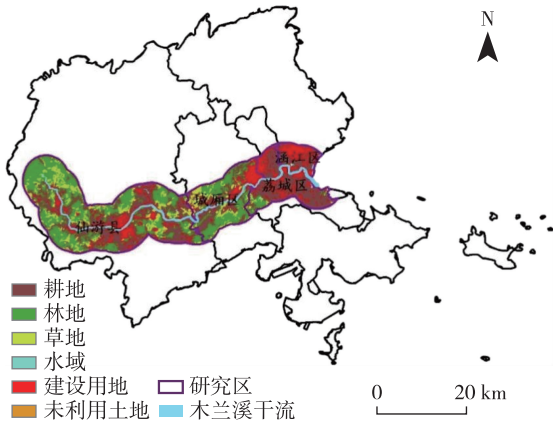 N
涵江区
荔城区
城厢区
仙游县
耕地
林地
草地
水域
建设用地 研究区
未利用土地 木兰溪干流
0 20 km